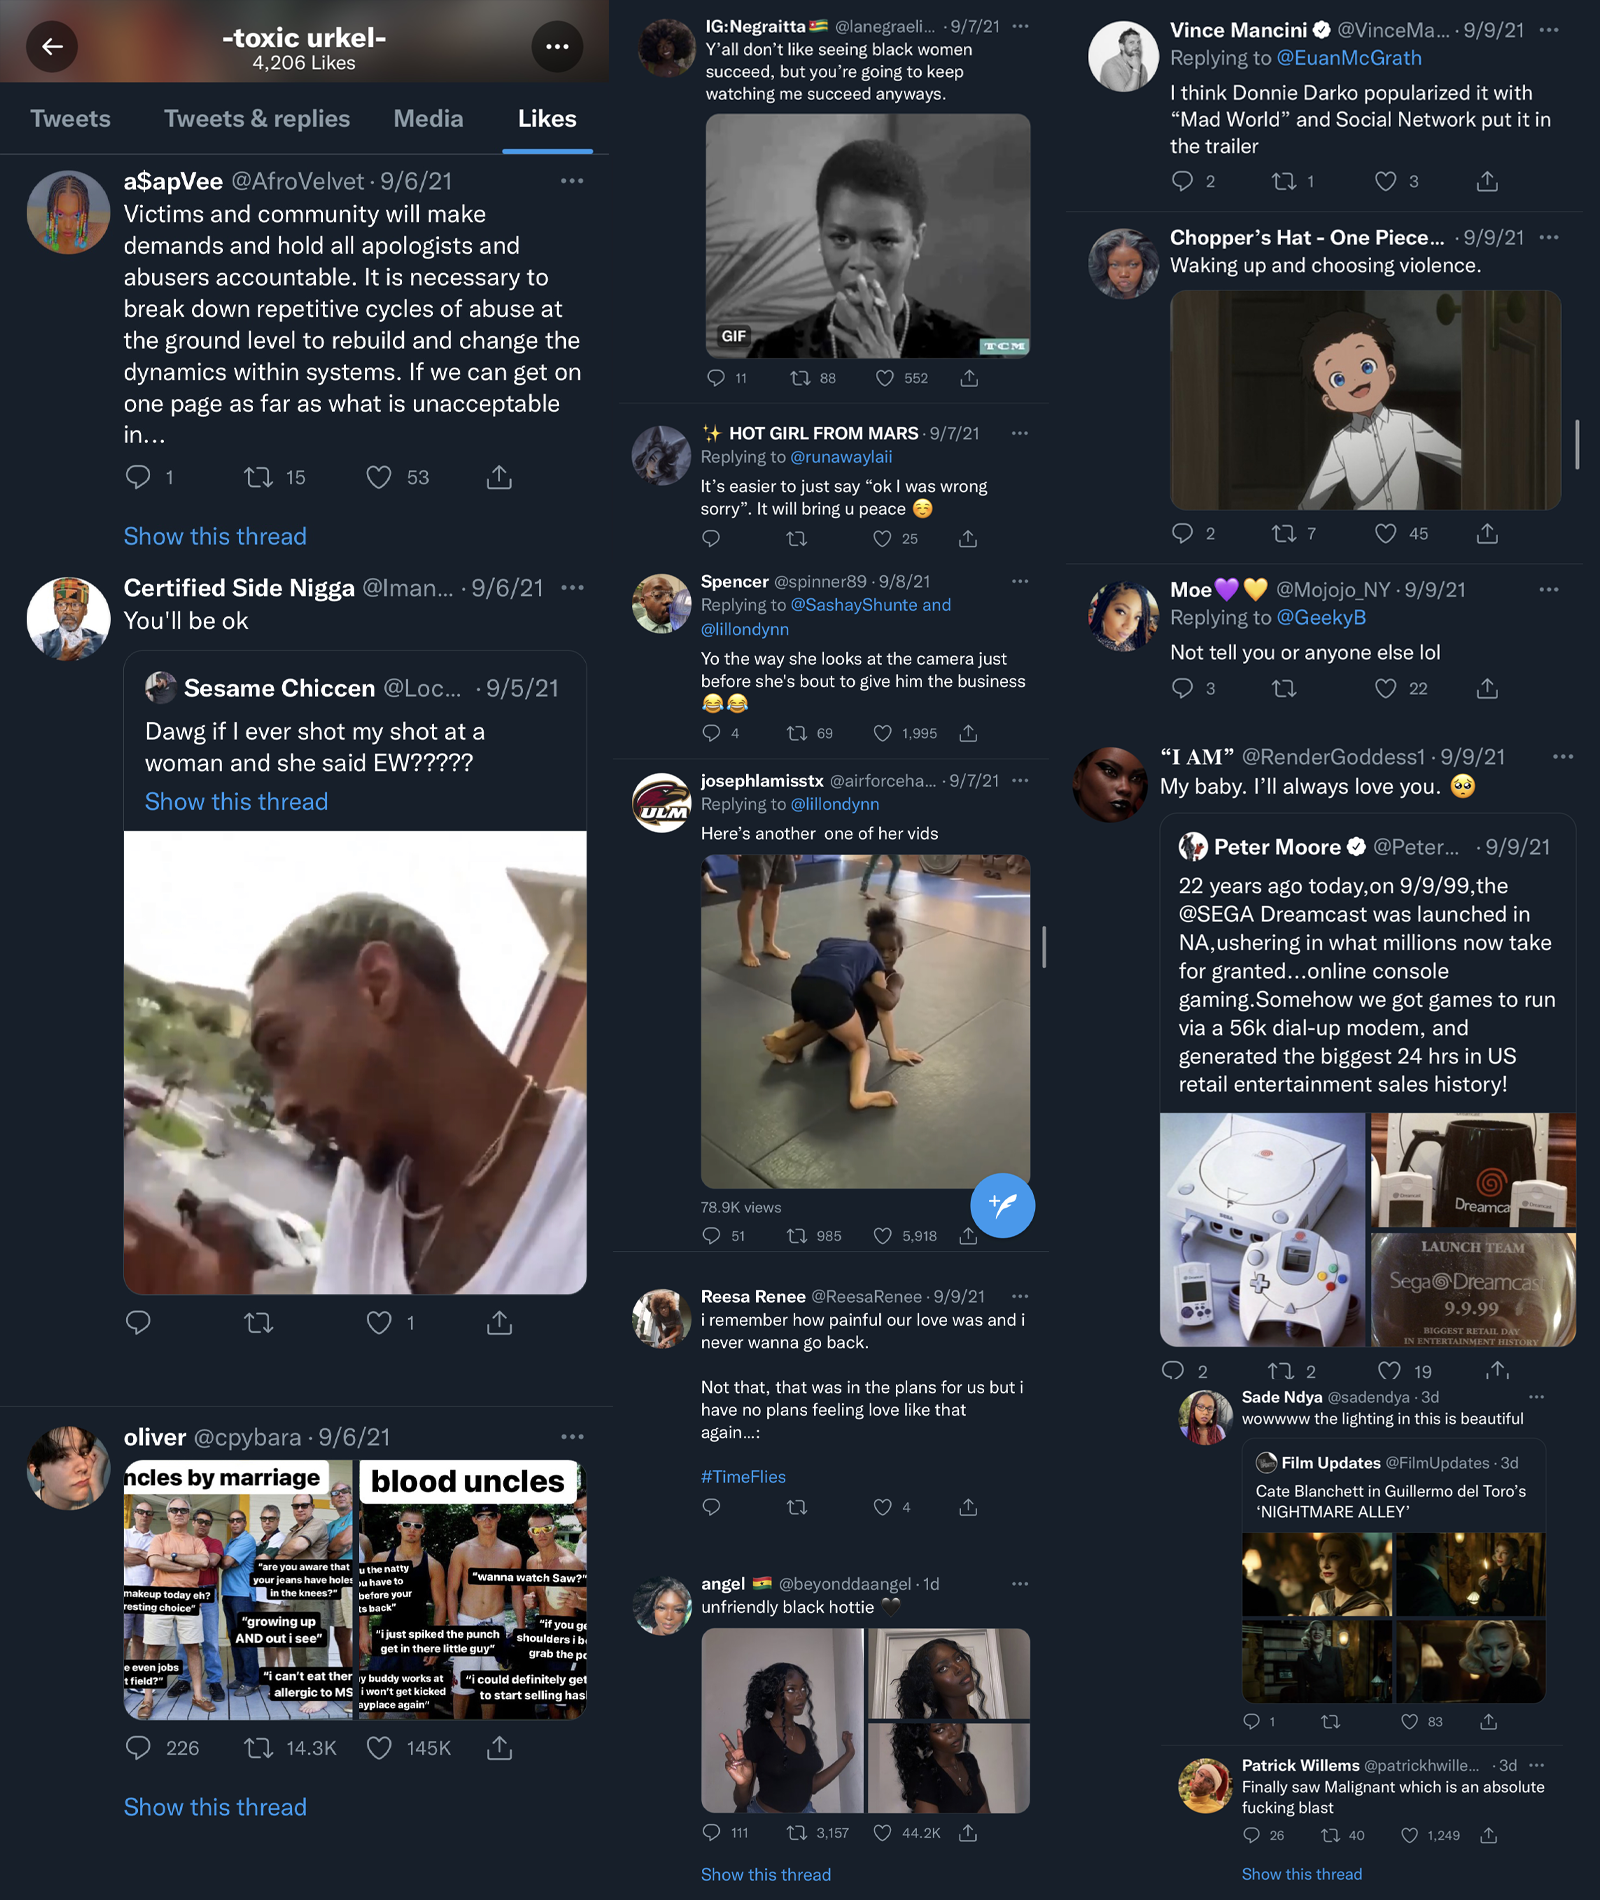 -toxic urkel-
4,206 Likes
Tweets
Tweets & replies
Media
Likes
a$apVee @AfroVelvet · 9/6/21
Victims and community will make
demands and hold all apologists and
abusers accountable. It is necessary to
break down repetitive cycles of abuse at
the ground level to rebuild and change the
dynamics within systems. If we can get on
one page as far as what is unacceptable
in...
1 15 53
Show this thread
Certified Side Nigga @Iman... · 9/6/21
You'll be ok
Sesame Chiccen @Loc... · 9/5/21
Dawg if I ever shot my shot at a
woman and she said EW?????
Show this thread
1
oliver @cpybara · 9/6/21
ncles by marriage
"are you aware that
your jeans have holes
in the knees?"
makeup today eh?
resting choice"
"growing up
AND out i see"
e even jobs
t field?"
"i can't eat ther
allergic to MS
blood uncles
u the natty
ou have to
before your
ts back"
"wanna watch Saw?"
"i just spiked the punch
get in there little guy"
"if you ge
shoulders i b
grab the po
y buddy works at
i won't get kicked
ayplace again"
"i could definitely get
to start selling has
226 14.3K 145K
Show this thread
IG:Negraitta @lanegraeli... · 9/7/21
Y'all don't like seeing black women
succeed, but you're going to keep
watching me succeed anyways.
GIF
TCM
11 88 552
✨ HOT GIRL FROM MARS · 9/7/21
Replying to @runawaylaii
It's easier to just say "ok I was wrong
sorry". It will bring u peace ☺️
25
Spencer @spinner89 · 9/8/21
Replying to @SashayShunte and
@lillondynn
Yo the way she looks at the camera just
before she's bout to give him the business
😂😂
4 69 1,995
josephlamisstx @airforceha... · 9/7/21
ULM
Replying to @lillondynn
Here's another one of her vids
78.9K views
51 985 5,918
Reesa Renee @ReesaRenee · 9/9/21
i remember how painful our love was and i
never wanna go back.
Not that, that was in the plans for us but i
have no plans feeling love like that
again...:
#TimeFlies
4
angel 🇬🇭 @beyonddaangel · 1d
unfriendly black hottie 🖤
111 3,157 44.2K
Show this thread
Vince Mancini @VinceMa... · 9/9/21
Replying to @EuanMcGrath
I think Donnie Darko popularized it with
"Mad World" and Social Network put it in
the trailer
2 1 3
Chopper's Hat - One Piece... · 9/9/21
Waking up and choosing violence.
2 7 45
Moe💜💛 @Mojojo_NY · 9/9/21
Replying to @GeekyB
Not tell you or anyone else lol
3 22
"I AM" @RenderGoddess1 · 9/9/21
My baby. I'll always love you. 🥺
Peter Moore @Peter... · 9/9/21
22 years ago today,on 9/9/99,the
@SEGA Dreamcast was launched in
NA,ushering in what millions now take
for granted...online console
gaming.Somehow we got games to run
via a 56k dial-up modem, and
generated the biggest 24 hrs in US
retail entertainment sales history!
Dreamca
LAUNCH TEAM
Sega Dreamcast
9.9.99
BIGGEST RETAIL DAY
IN ENTERTAINMENT HISTORY
2 2 19
Sade Ndya @sadendya · 3d
wowwww the lighting in this is beautiful
Film Updates @FilmUpdates · 3d
Cate Blanchett in Guillermo del Toro's
'NIGHTMARE ALLEY'
1 83
Patrick Willems @patrickhwille... · 3d
Finally saw Malignant which is an absolute
fucking blast
26 40 1,249
Show this thread